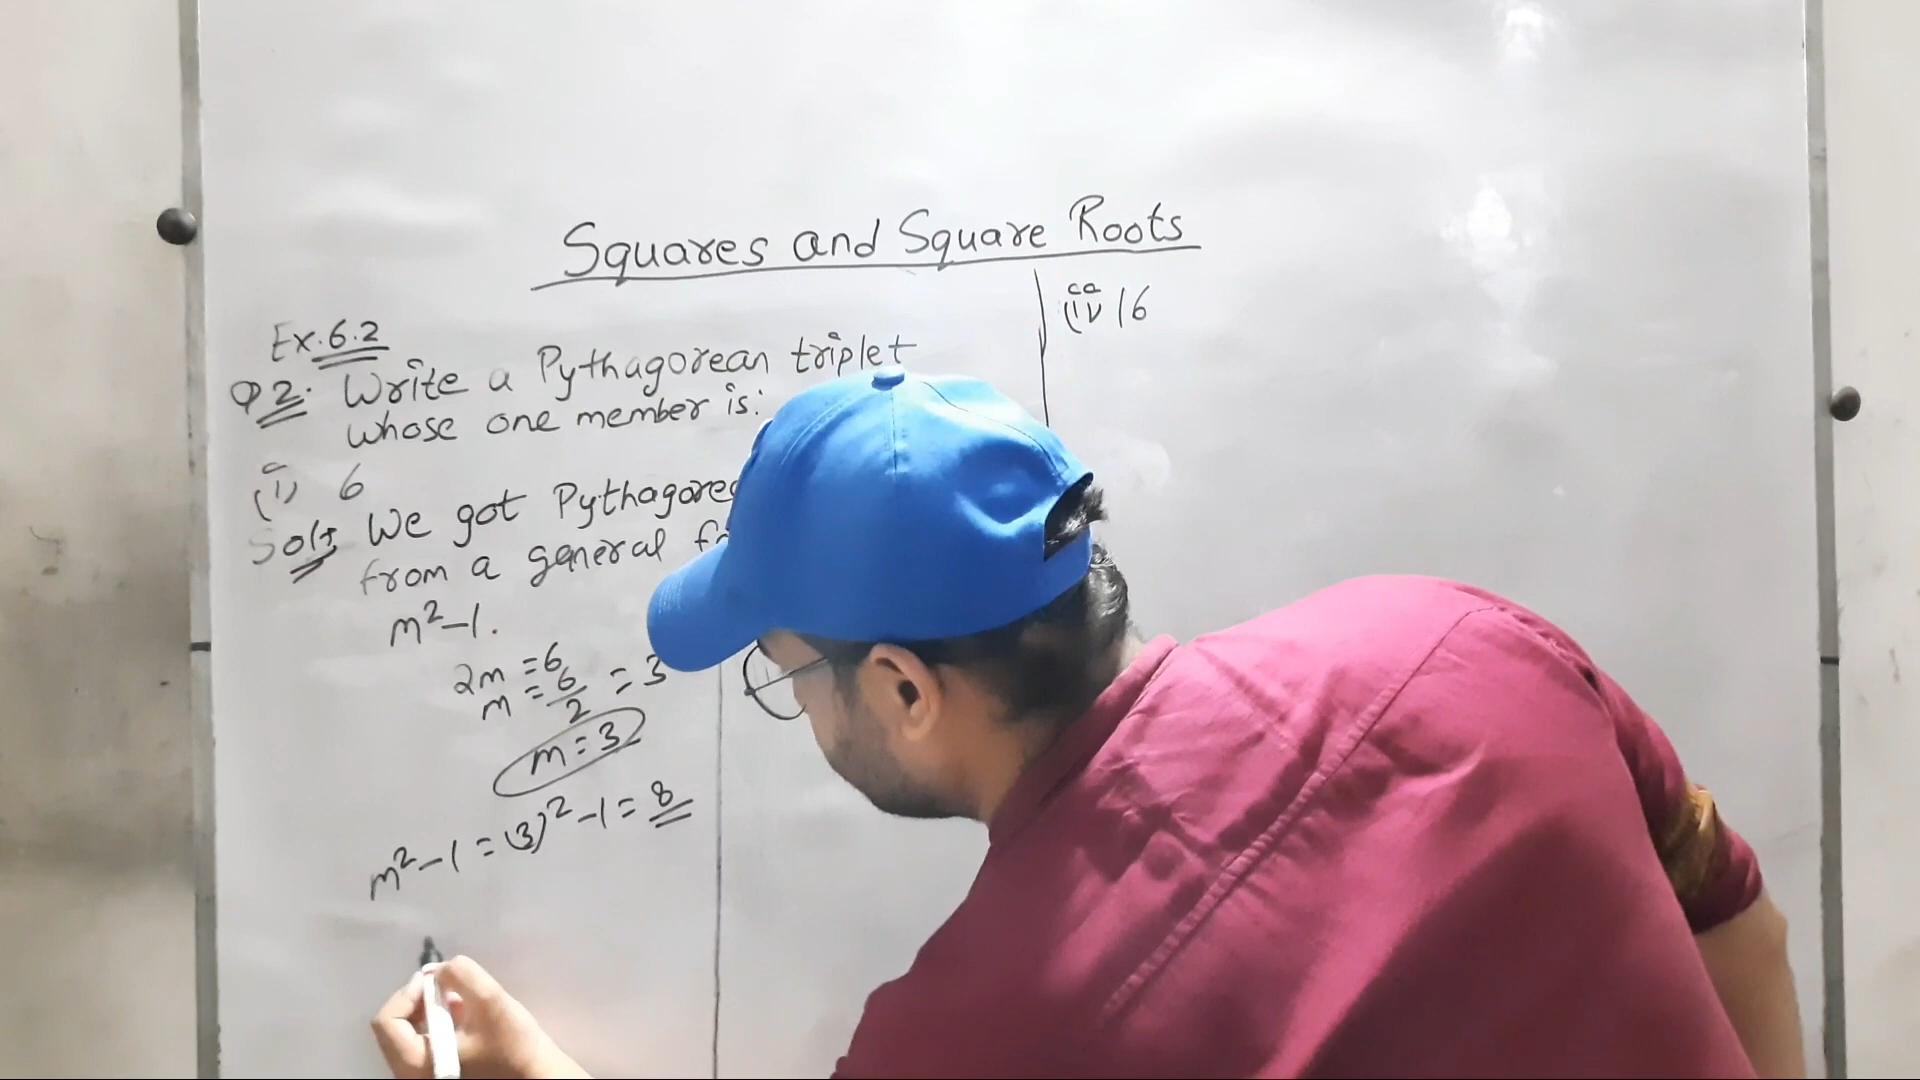 Squares and Square Roots
Ex. 6.2
Q2. Write a Pythagorean triplet
whose one member is:
(i) 6
Sol: We got
from a general
m²-1.
2m = 6
m = 6/2 = 3
m = 3
m²-1 = (3)²-1 = 8
(iv) 16